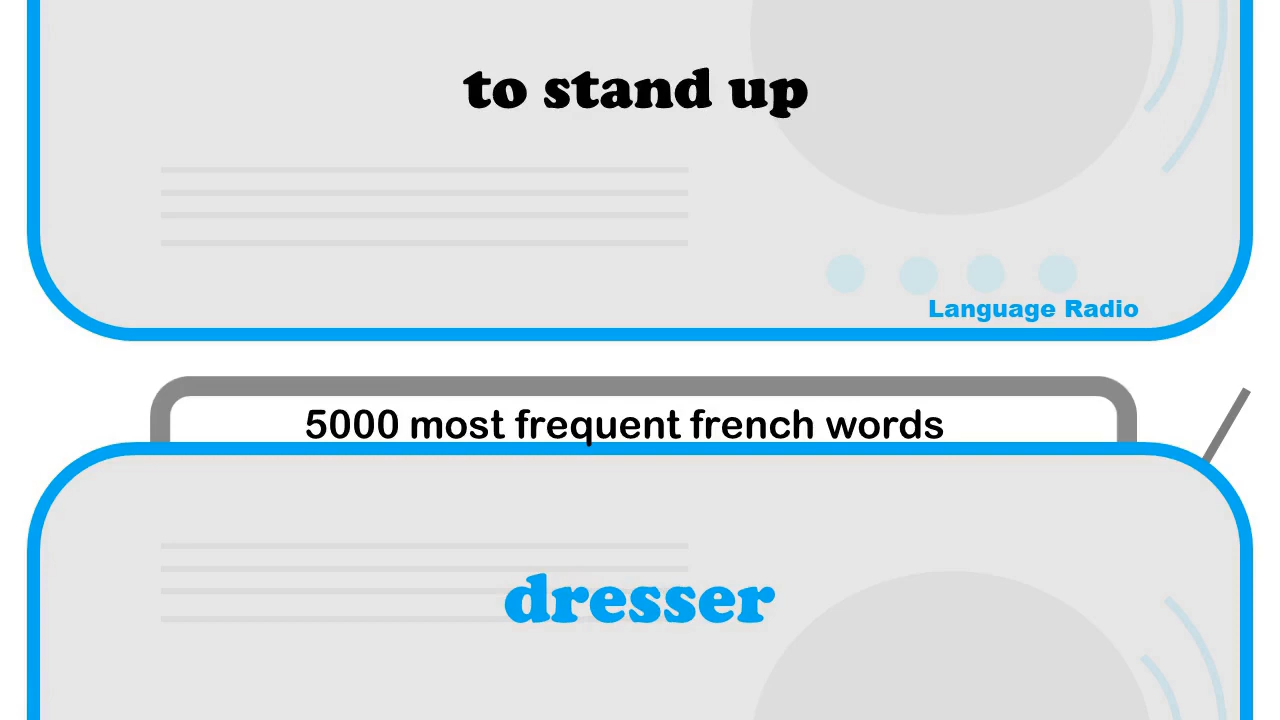 to stand up
Language Radio
5000 most frequent french words
dresser